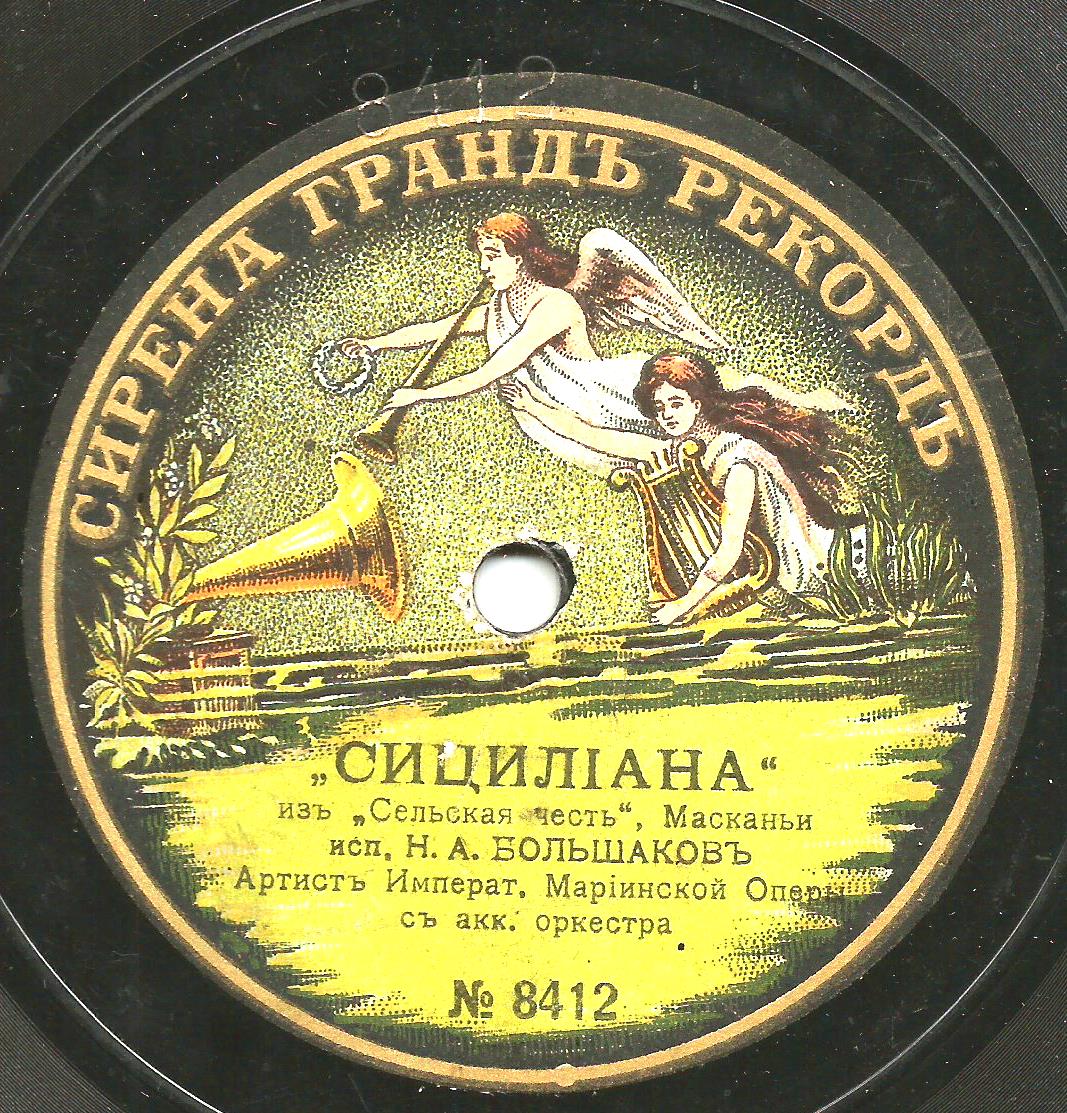 8412
СИРЕНА ГРАНДЪ РЕКОРДЪ
„СИЦИЛІАНА“
изъ „Сельская честь“, Масканьи
исп. Н. А. БОЛЬШАКОВЪ
Артистъ Императ. Маріинской Оперы
съ акк. оркестра
№ 8412